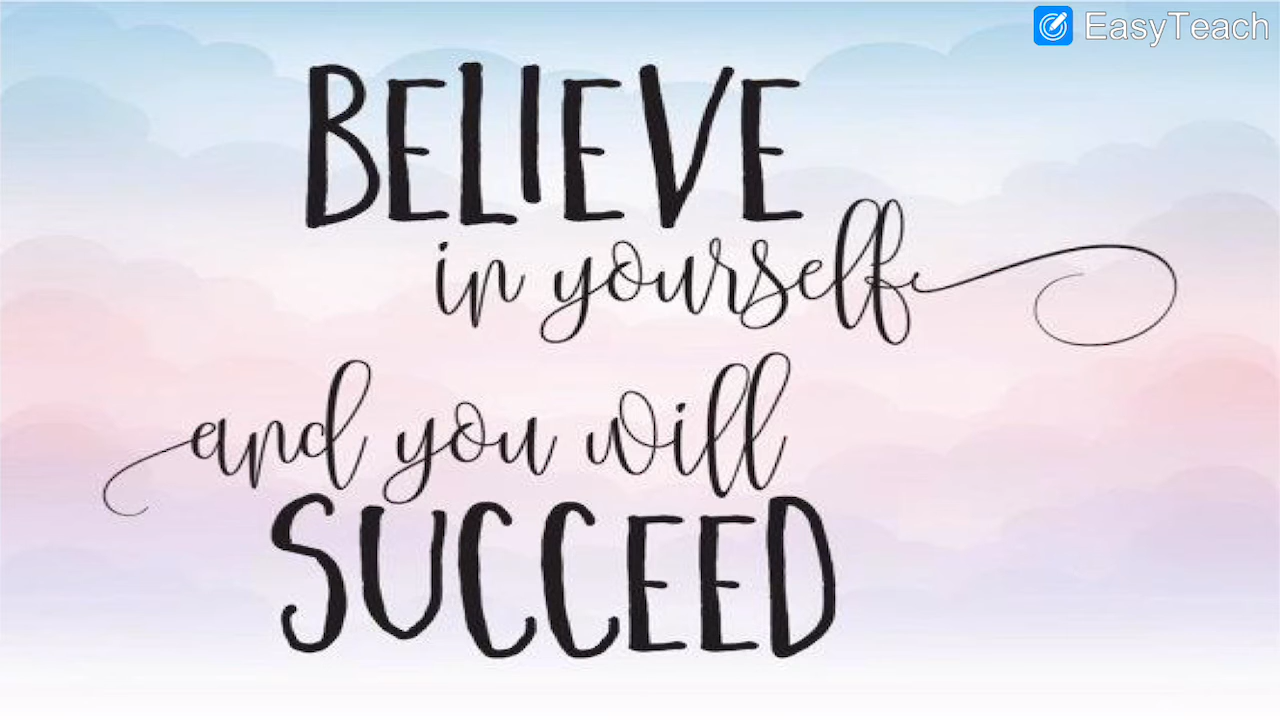 EasyTeach
BELIEVE
in yourself
and you will
SUCCEED